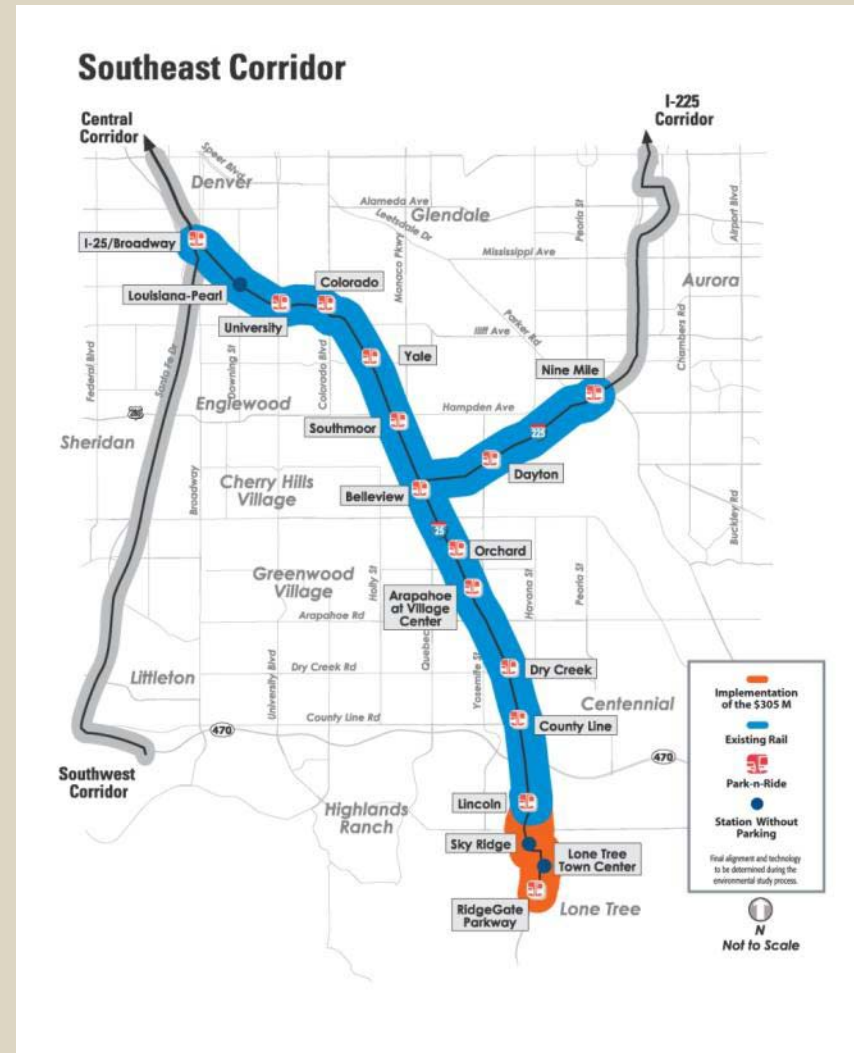 Southeast Corridor
Central
Corridor
I-225
Corridor
Speer Blvd
Denver
Alameda Ave
Leetsdale Dr
Glendale
Peoria St
Airport Blvd
I-25/Broadway
Monaco Pkwy
Mississippi Ave
Aurora
Louisiana-Pearl
Colorado
University
Parker Rd
Iliff Ave
Chambers Rd
Federal Blvd
Santa Fe Dr
Downing St
Colorado Blvd
Yale
Nine Mile
Englewood
Hampden Ave
Southmoor
225
Sheridan
Dayton
Cherry Hills
Village
Belleview
Broadway
Buckley Rd
25
Orchard
Greenwood
Village
Holly St
Arapahoe
at Village
Center
Havana St
Peoria St
Arapahoe Rd
Quebec
Dry Creek Rd
Dry Creek
Littleton
University Blvd
Yosemite St
Centennial
County Line Rd
County Line
470
470
Southwest
Corridor
Lincoln
Highlands
Ranch
Sky Ridge
Lone Tree
Town Center
RidgeGate
Parkway
Lone Tree
Implementation
of the $305 M
Existing Rail
Park-n-Ride
Station Without
Parking
Final alignment and technology
to be determined during the
environmental study process.
N
Not to Scale